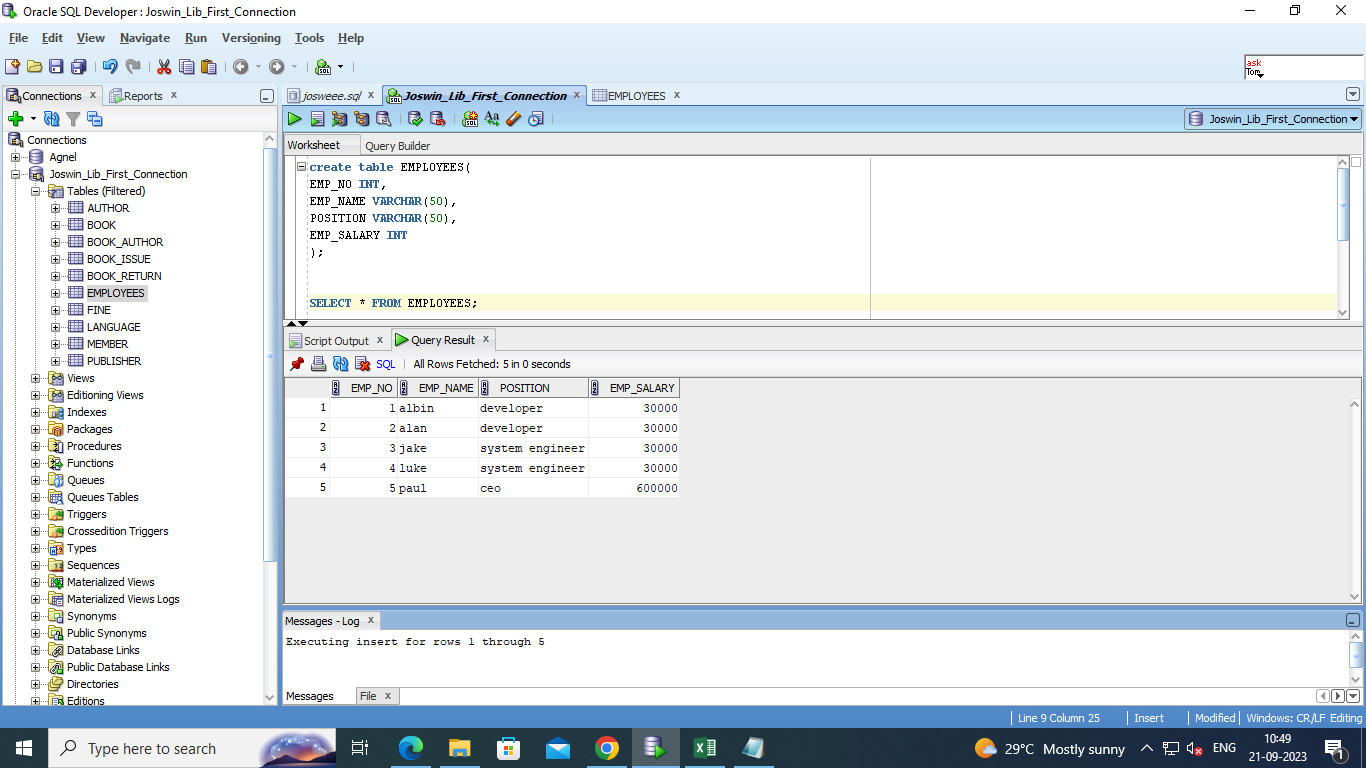 Oracle SQL Developer : Joswin_Lib_First_Connection
File Edit View Navigate Run Versioning Tools Help
SQL
ask
Tom
Connections x Reports x
josweee.sql x SQL Joswin_Lib_First_Connection x EMPLOYEES x
Joswin_Lib_First_Connection
Connections
Agnel
Joswin_Lib_First_Connection
Tables (Filtered)
AUTHOR
BOOK
BOOK_AUTHOR
BOOK_ISSUE
BOOK_RETURN
EMPLOYEES
FINE
LANGUAGE
MEMBER
PUBLISHER
Views
Editioning Views
Indexes
Packages
Procedures
Functions
Queues
Queues Tables
Triggers
Crossedition Triggers
Types
Sequences
Materialized Views
Materialized Views Logs
Synonyms
Public Synonyms
Database Links
Public Database Links
Directories
Editions
Worksheet Query Builder
create table EMPLOYEES(
EMP_NO INT,
EMP_NAME VARCHAR(50),
POSITION VARCHAR(50),
EMP_SALARY INT
);
SELECT * FROM EMPLOYEES;
Script Output x Query Result x
SQL | All Rows Fetched: 5 in 0 seconds
EMP_NO EMP_NAME POSITION EMP_SALARY
1 1 albin developer 30000
2 2 alan developer 30000
3 3 jake system engineer 30000
4 4 luke system engineer 30000
5 5 paul ceo 600000
Messages - Log x
Executing insert for rows 1 through 5
Messages File x
Line 9 Column 25 | Insert | Modified | Windows: CR/LF Editing
Type here to search
29°C Mostly sunny
ENG
10:49
21-09-2023
1